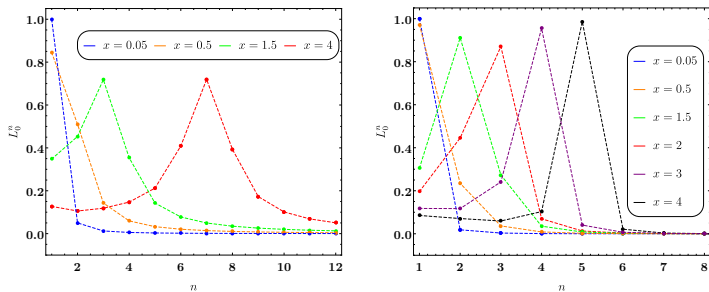 x = 0.05 x = 0.5 x = 1.5 x = 4
1.0
0.8
0.6
0.4
0.2
0.0
L_0^n
2 4 6 8 10 12
n
x = 0.05
x = 0.5
x = 1.5
x = 2
x = 3
x = 4
1.0
0.8
0.6
0.4
0.2
0.0
L_0^n
1 2 3 4 5 6 7 8
n